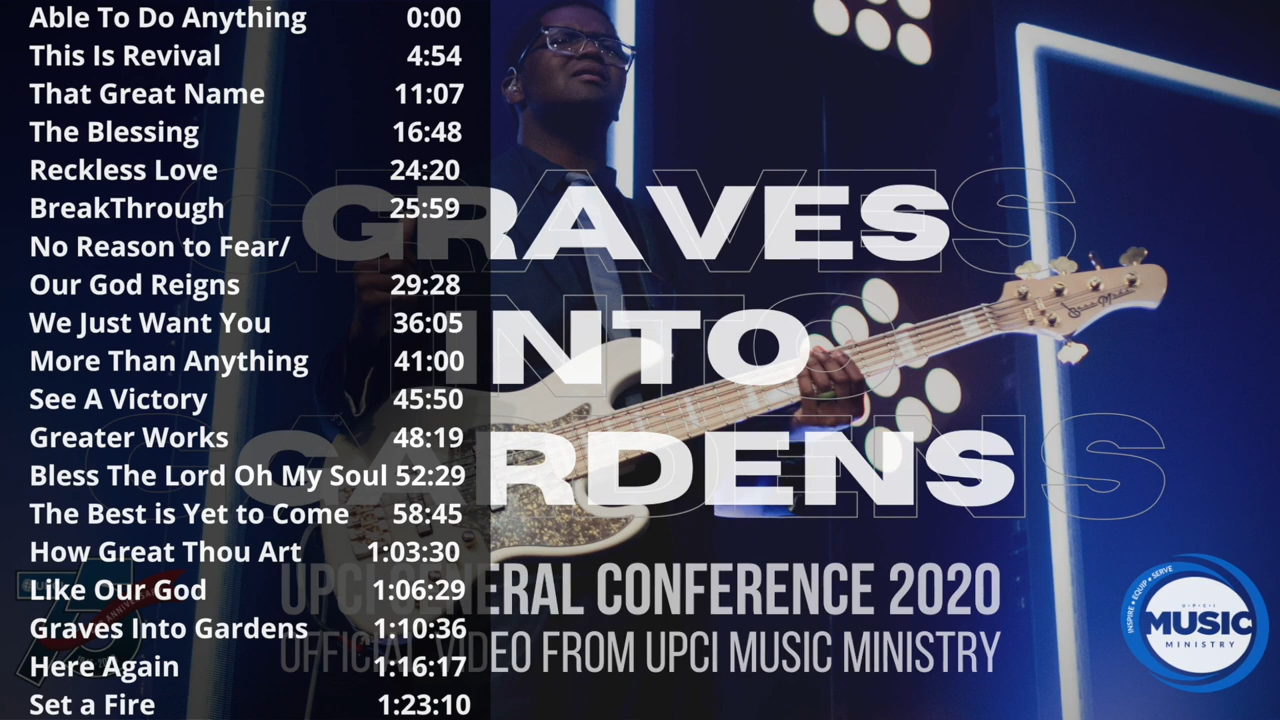 Able To Do Anything 0:00
This Is Revival 4:54
That Great Name 11:07
The Blessing 16:48
Reckless Love 24:20
BreakThrough 25:59
No Reason to Fear/
Our God Reigns 29:28
We Just Want You 36:05
More Than Anything 41:00
See A Victory 45:50
Greater Works 48:19
Bless The Lord Oh My Soul 52:29
The Best is Yet to Come 58:45
How Great Thou Art 1:03:30
Like Our God 1:06:29
Graves Into Gardens 1:10:36
Here Again 1:16:17
Set a Fire 1:23:10
GRAVES
INTO
GARDENS
UPCI GENERAL CONFERENCE 2020
OFFICIAL VIDEO FROM UPCI MUSIC MINISTRY
75
ANNIVERSARY
INSPIRE • EQUIP • SERVE
UPCI
MUSIC
MINISTRY